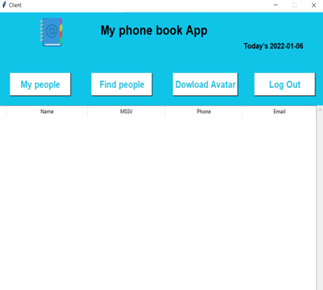 Client
My phone book App
Today's 2022-01-06
My people Find people Dowload Avatar Log Out
Name MSSV Phone Email